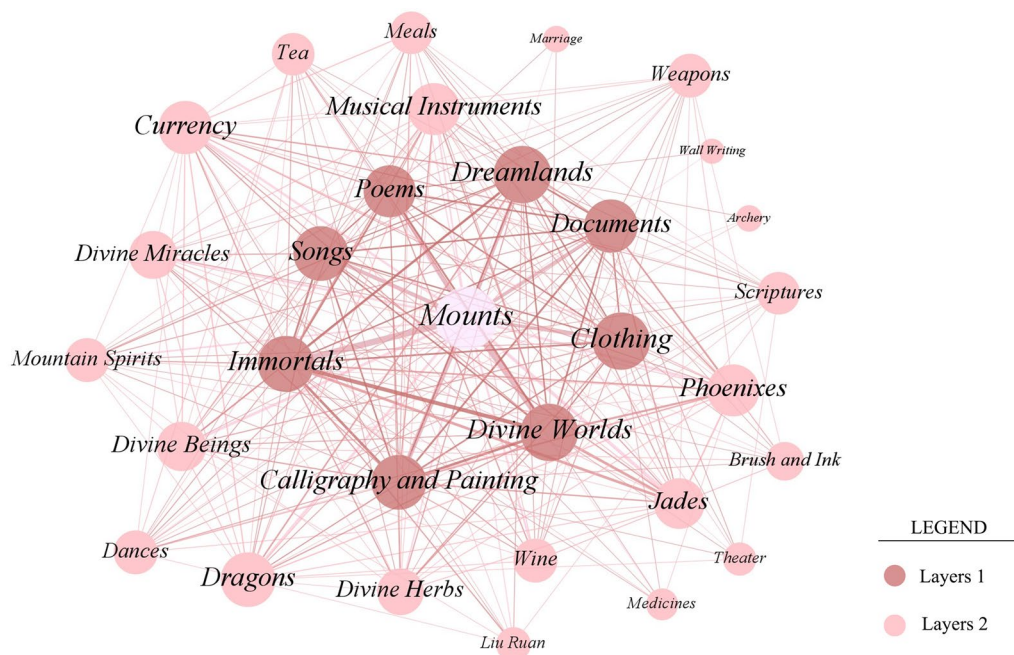 Meals
Marriage
Tea
Weapons
Musical Instruments
Currency
Wall Writing
Dreamlands
Poems
Archery
Documents
Songs
Divine Miracles
Scriptures
Mounts
Clothing
Mountain Spirits
Immortals
Phoenixes
Divine Worlds
Divine Beings
Brush and Ink
Calligraphy and Painting
Jades
LEGEND
Dances
Wine
Theater
Dragons
Layers 1
Divine Herbs
Medicines
Layers 2
Liu Ruan